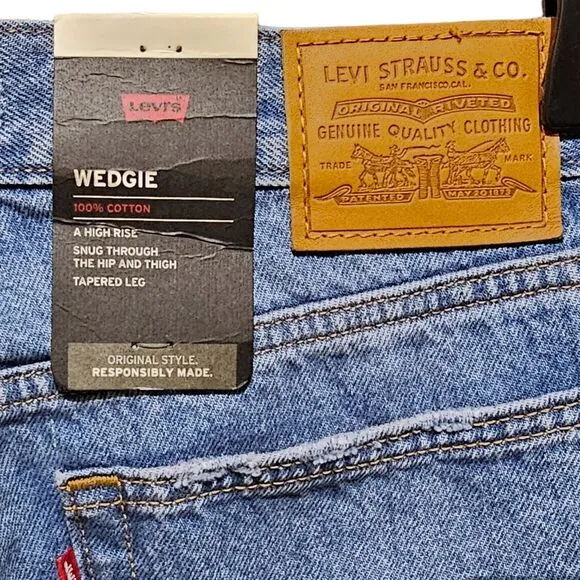 Levi's
WEDGIE
100% COTTON
A HIGH RISE
SNUG THROUGH
THE HIP AND THIGH
TAPERED LEG
ORIGINAL STYLE.
RESPONSIBLY MADE.
LEVI STRAUSS & CO.
SAN FRANCISCO, CAL.
ORIGINAL RIVETED
GENUINE QUALITY CLOTHING
TRADE MARK
PATENTED MAY 20 1873